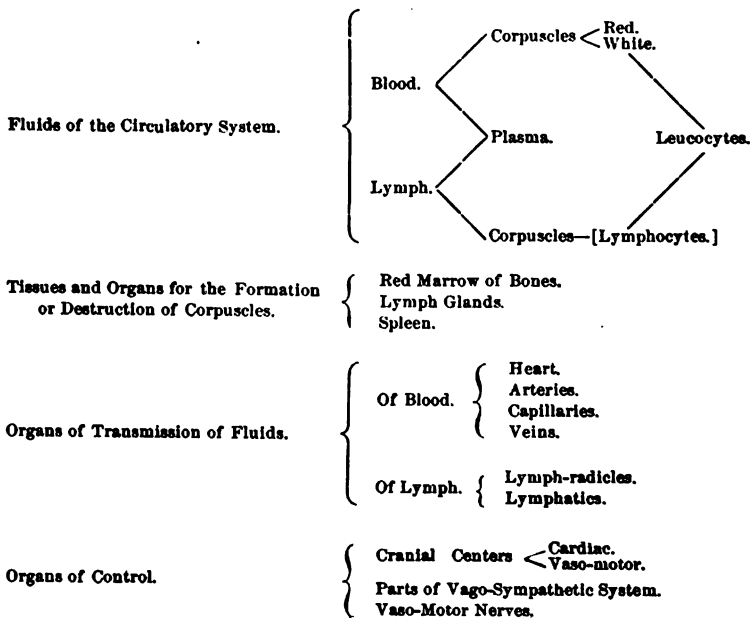 Corpuscles Red.
White.
Blood.
Fluids of the Circulatory System.
Plasma.
Leucocytes.
Lymph.
Corpuscles—[Lymphocytes.]
Tissues and Organs for the Formation
or Destruction of Corpuscles.
Red Marrow of Bones.
Lymph Glands.
Spleen.
Organs of Transmission of Fluids.
Of Blood.
Heart.
Arteries.
Capillaries.
Veins.
Of Lymph.
Lymph-radicles.
Lymphatics.
Organs of Control.
Cranial Centers
Cardiac.
Vaso-motor.
Parts of Vago-Sympathetic System.
Vaso-Motor Nerves.